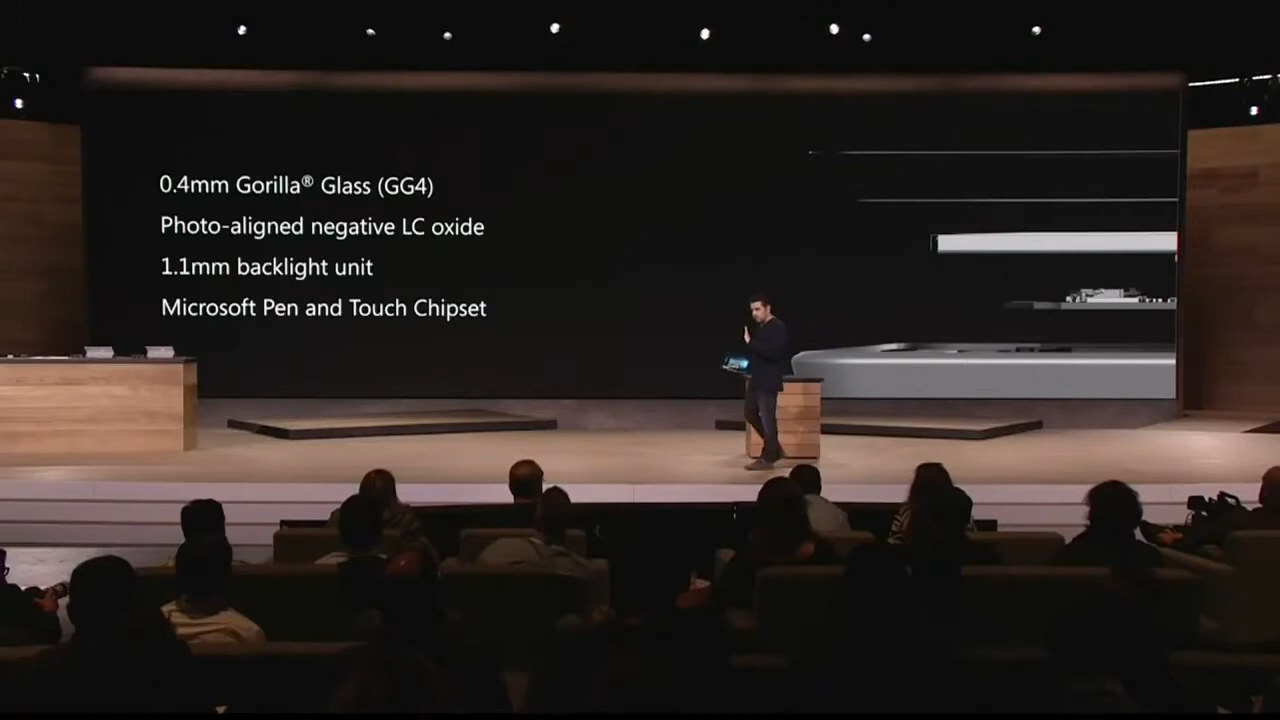 0.4mm Gorilla® Glass (GG4)
Photo-aligned negative LC oxide
1.1mm backlight unit
Microsoft Pen and Touch Chipset